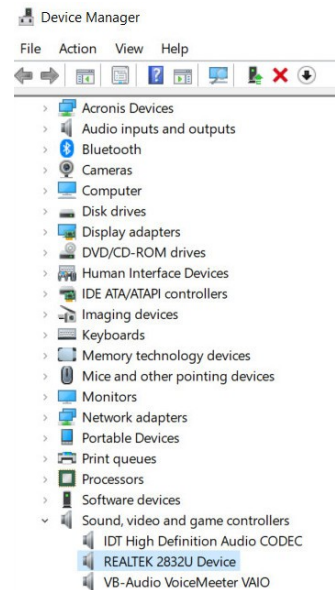 Device Manager
File Action View Help
Acronis Devices
Audio inputs and outputs
Bluetooth
Cameras
Computer
Disk drives
Display adapters
DVD/CD-ROM drives
Human Interface Devices
IDE ATA/ATAPI controllers
Imaging devices
Keyboards
Memory technology devices
Mice and other pointing devices
Monitors
Network adapters
Portable Devices
Print queues
Processors
Software devices
Sound, video and game controllers
IDT High Definition Audio CODEC
REALTEK 2832U Device
VB-Audio VoiceMeeter VAIO